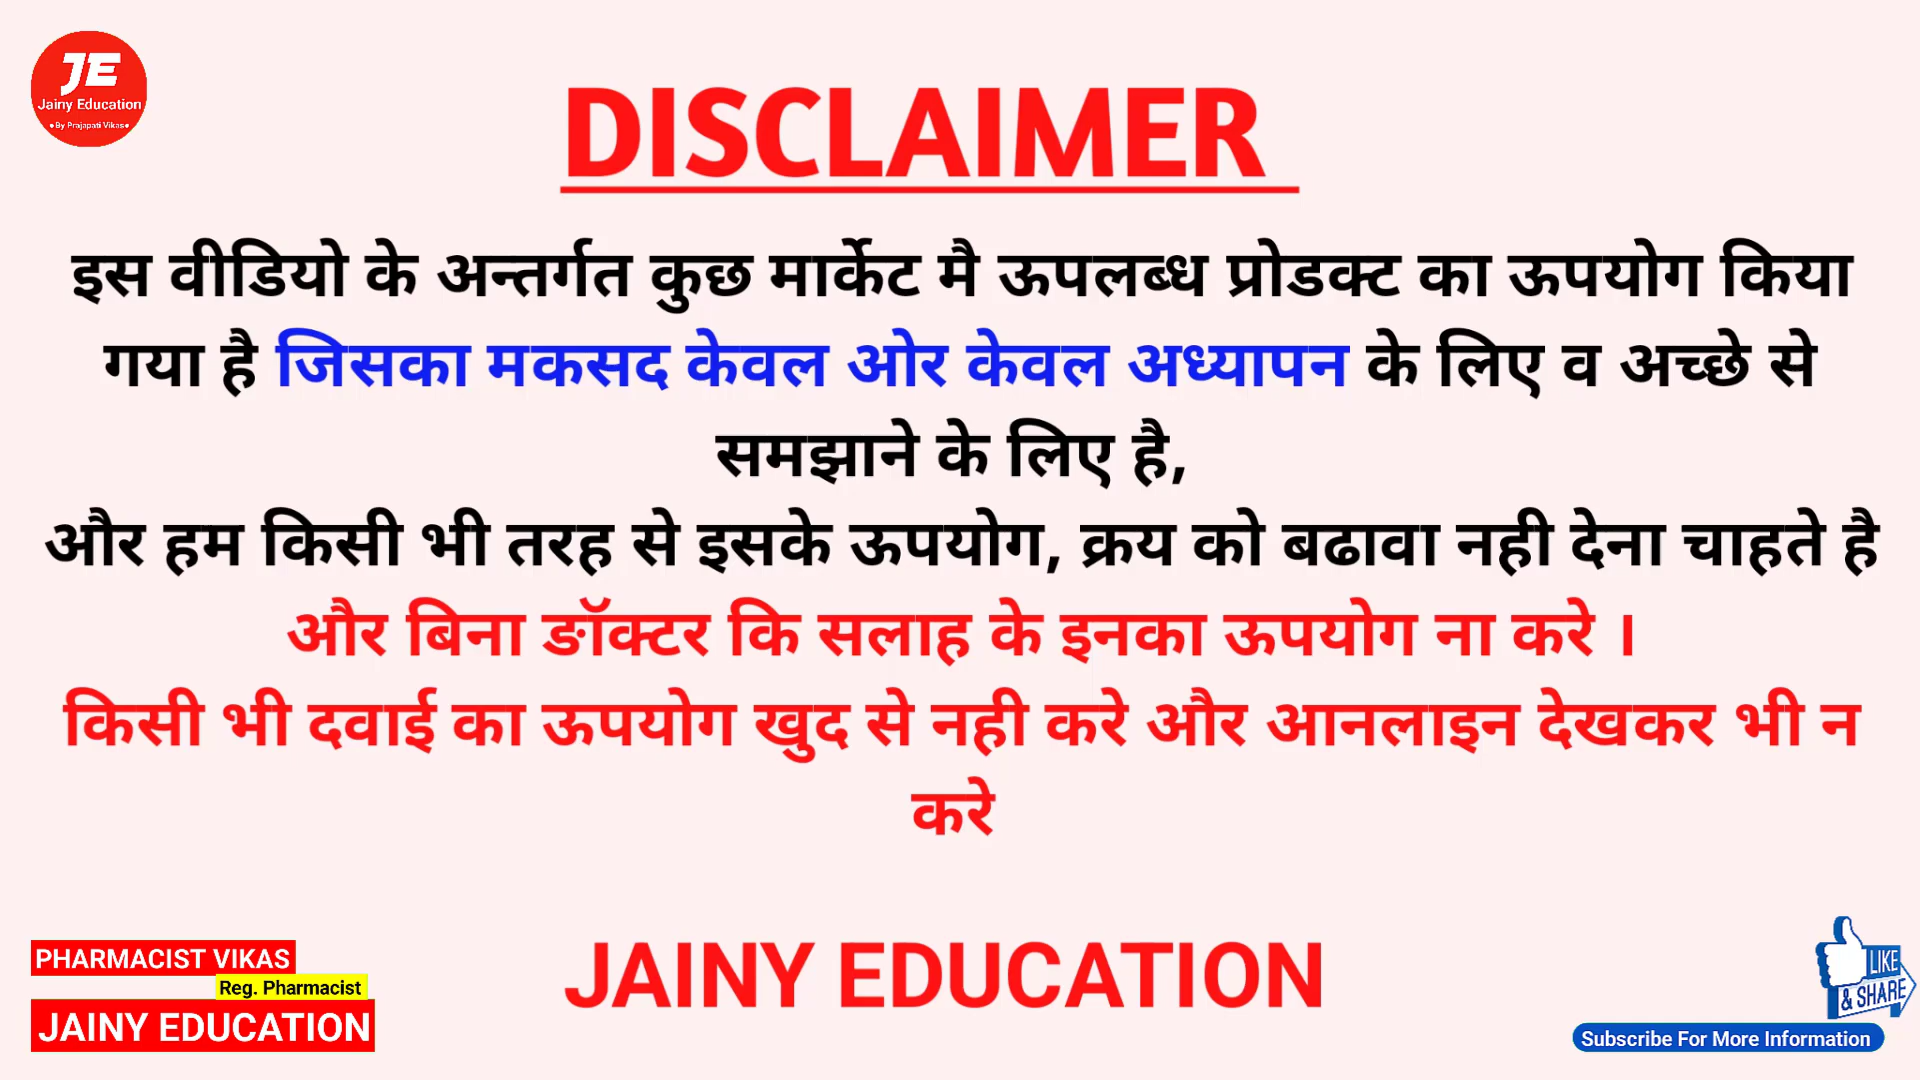 JE
Jainy Education
•By Prajapati Vikas•
DISCLAIMER
इस वीडियो के अन्तर्गत कुछ मार्केट मै ऊपलब्ध प्रोडक्ट का ऊपयोग किया
गया है जिसका मकसद केवल ओर केवल अध्यापन के लिए व अच्छे से
समझाने के लिए है,
और हम किसी भी तरह से इसके ऊपयोग, क्रय को बढावा नही देना चाहते है
और बिना ङॉक्टर कि सलाह के इनका ऊपयोग ना करे ।
किसी भी दवाई का ऊपयोग खुद से नही करे और आनलाइन देखकर भी न
करे
PHARMACIST VIKAS
Reg. Pharmacist
JAINY EDUCATION
JAINY EDUCATION
LIKE
& SHARE
Subscribe For More Information